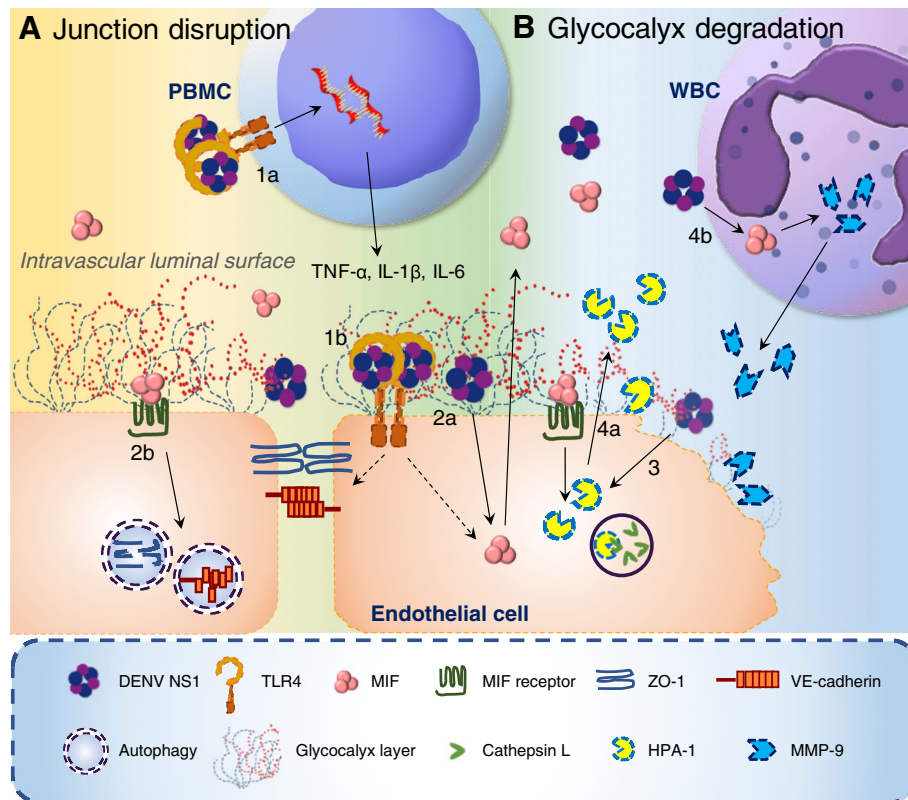 A Junction disruption
B Glycocalyx degradation
PBMC
WBC
1a
4b
Intravascular luminal surface
TNF-α, IL-1β, IL-6
1b
2a
4a
2b
3
Endothelial cell
DENV NS1
TLR4
MIF
MIF receptor
ZO-1
VE-cadherin
Autophagy
Glycocalyx layer
Cathepsin L
HPA-1
MMP-9